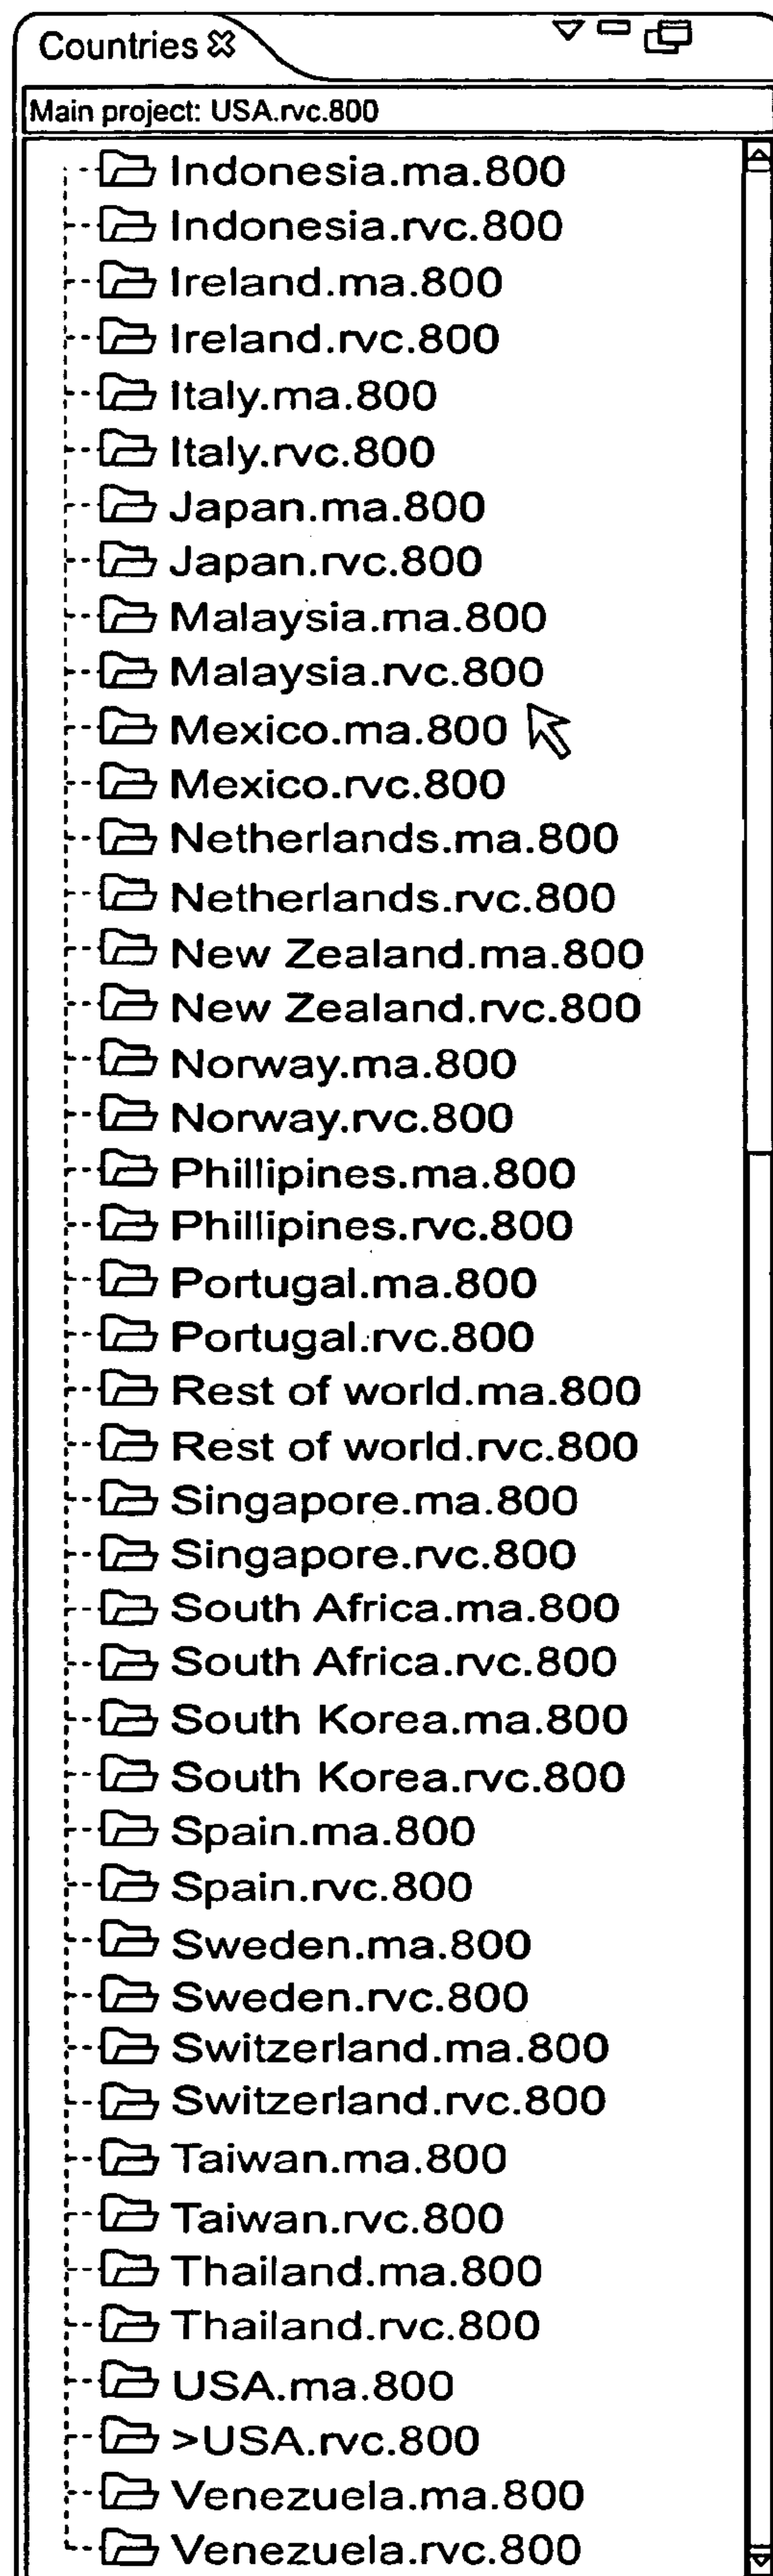 Countries
Main project: USA.rvc.800
Indonesia.ma.800
Indonesia.rvc.800
Ireland.ma.800
Ireland.rvc.800
Italy.ma.800
Italy.rvc.800
Japan.ma.800
Japan.rvc.800
Malaysia.ma.800
Malaysia.rvc.800
Mexico.ma.800
Mexico.rvc.800
Netherlands.ma.800
Netherlands.rvc.800
New Zealand.ma.800
New Zealand.rvc.800
Norway.ma.800
Norway.rvc.800
Phillipines.ma.800
Phillipines.rvc.800
Portugal.ma.800
Portugal.rvc.800
Rest of world.ma.800
Rest of world.rvc.800
Singapore.ma.800
Singapore.rvc.800
South Africa.ma.800
South Africa.rvc.800
South Korea.ma.800
South Korea.rvc.800
Spain.ma.800
Spain.rvc.800
Sweden.ma.800
Sweden.rvc.800
Switzerland.ma.800
Switzerland.rvc.800
Taiwan.ma.800
Taiwan.rvc.800
Thailand.ma.800
Thailand.rvc.800
USA.ma.800
>USA.rvc.800
Venezuela.ma.800
Venezuela.rvc.800